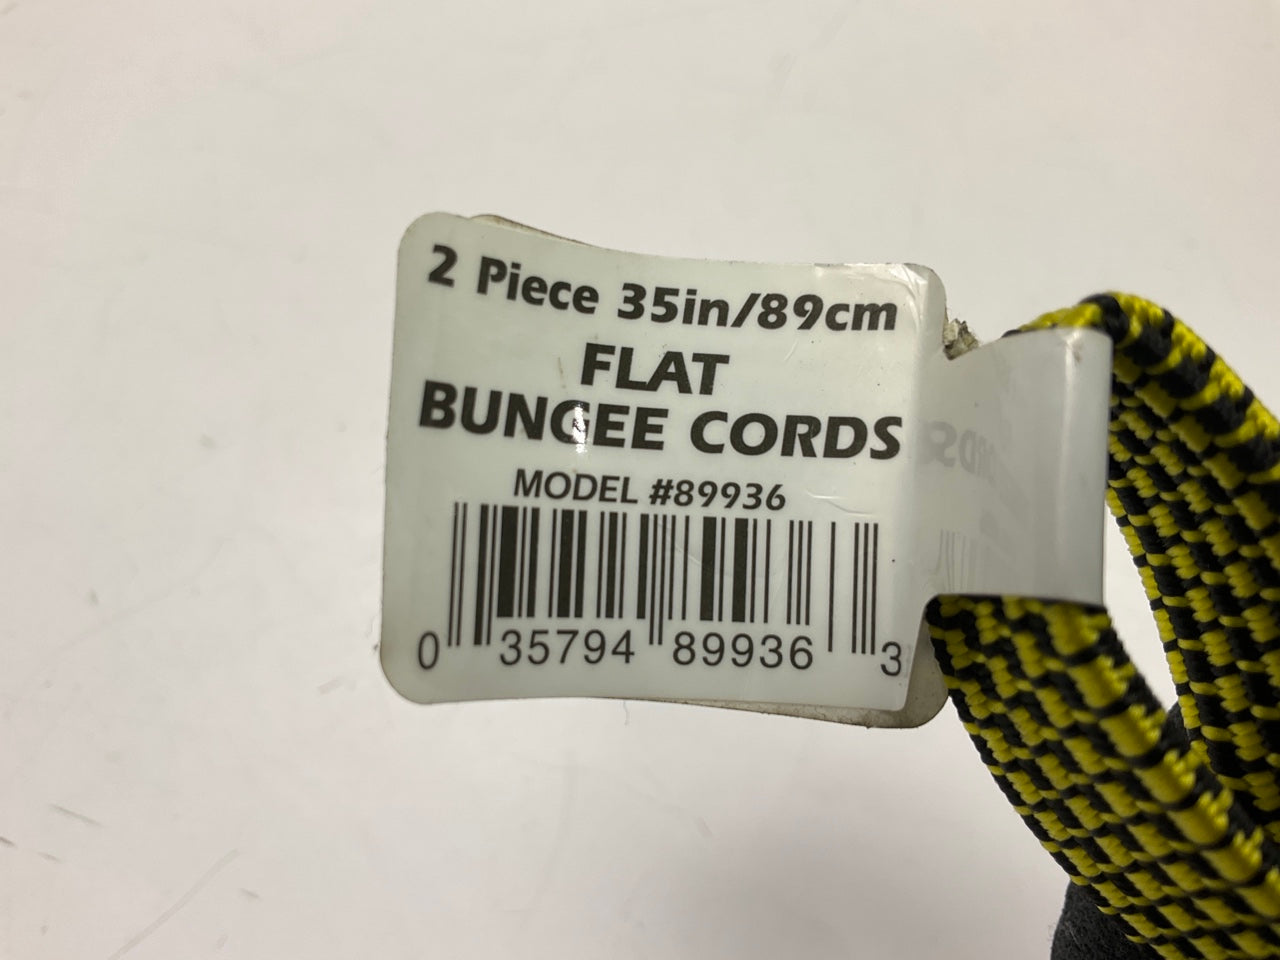 2 Piece 35in/89cm
FLAT
BUNGEE CORDS
MODEL #89936
0 35794 89936 3